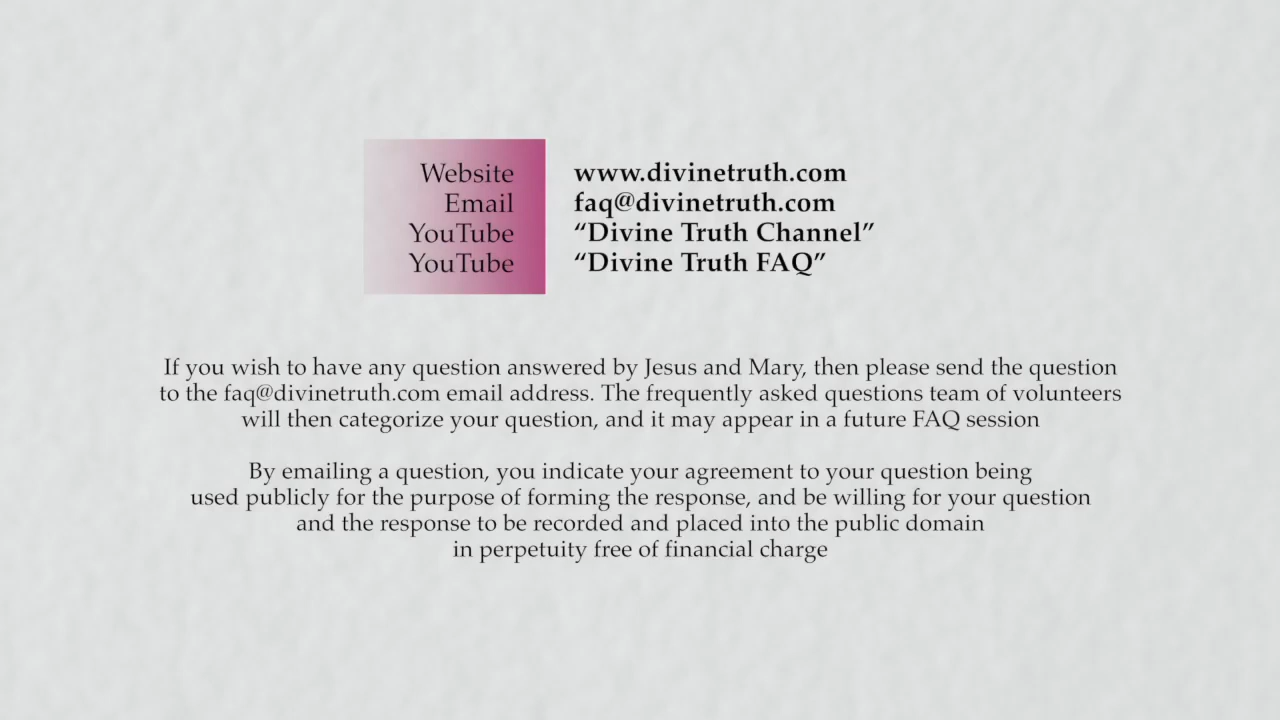 Website www.divinetruth.com
Email faq@divinetruth.com
YouTube “Divine Truth Channel”
YouTube “Divine Truth FAQ”
If you wish to have any question answered by Jesus and Mary, then please send the question
to the faq@divinetruth.com email address. The frequently asked questions team of volunteers
will then categorize your question, and it may appear in a future FAQ session
By emailing a question, you indicate your agreement to your question being
used publicly for the purpose of forming the response, and be willing for your question
and the response to be recorded and placed into the public domain
in perpetuity free of financial charge